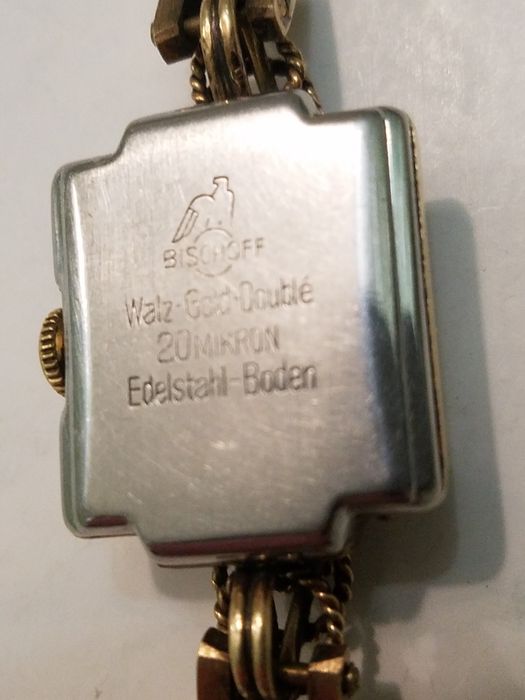 BISCHOFF
Walz-Gold-Doublé
20 MIKRON
Edelstahl-Boden